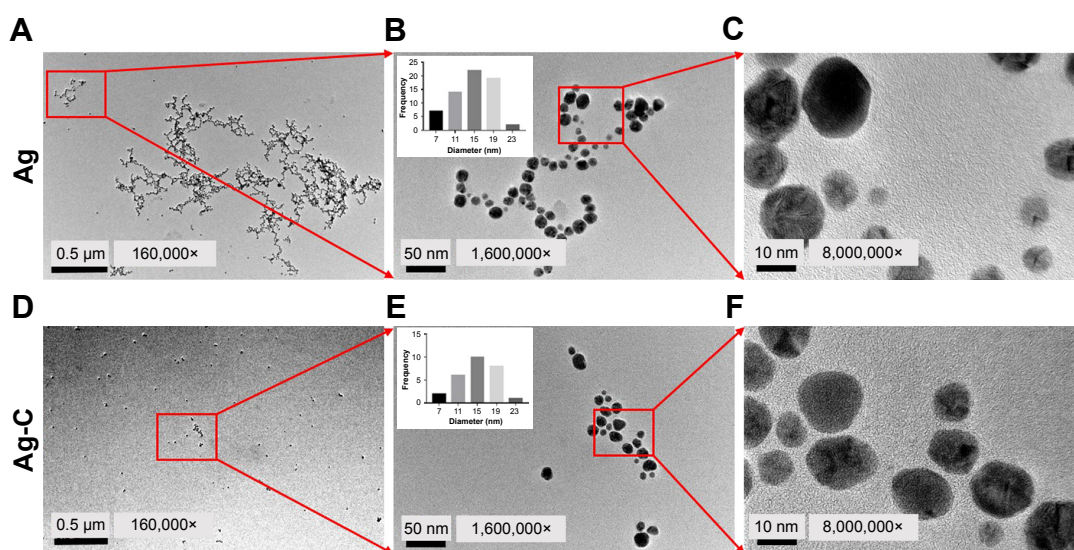 A
B
C
Ag
25
20
15
10
5
0
Frequency
7 11 15 19 23
Diameter (nm)
0.5 µm 160,000×
50 nm 1,600,000×
10 nm 8,000,000×
D
E
F
Ag-C
15
10
5
0
Frequency
7 11 15 19 23
Diameter (nm)
0.5 µm 160,000×
50 nm 1,600,000×
10 nm 8,000,000×